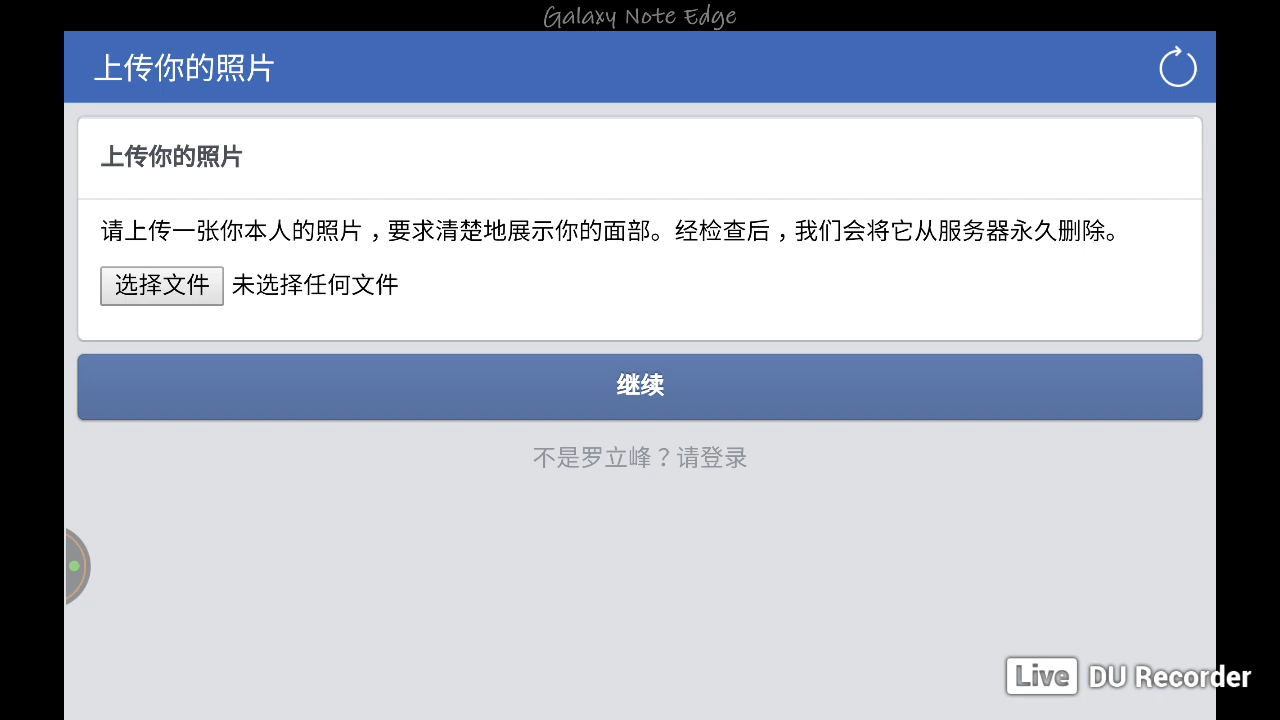 Galaxy Note Edge
上传你的照片
上传你的照片
请上传一张你本人的照片，要求清楚地展示你的面部。经检查后，我们会将它从服务器永久删除。
选择文件 未选择任何文件
继续
不是罗立峰？请登录
Live DU Recorder